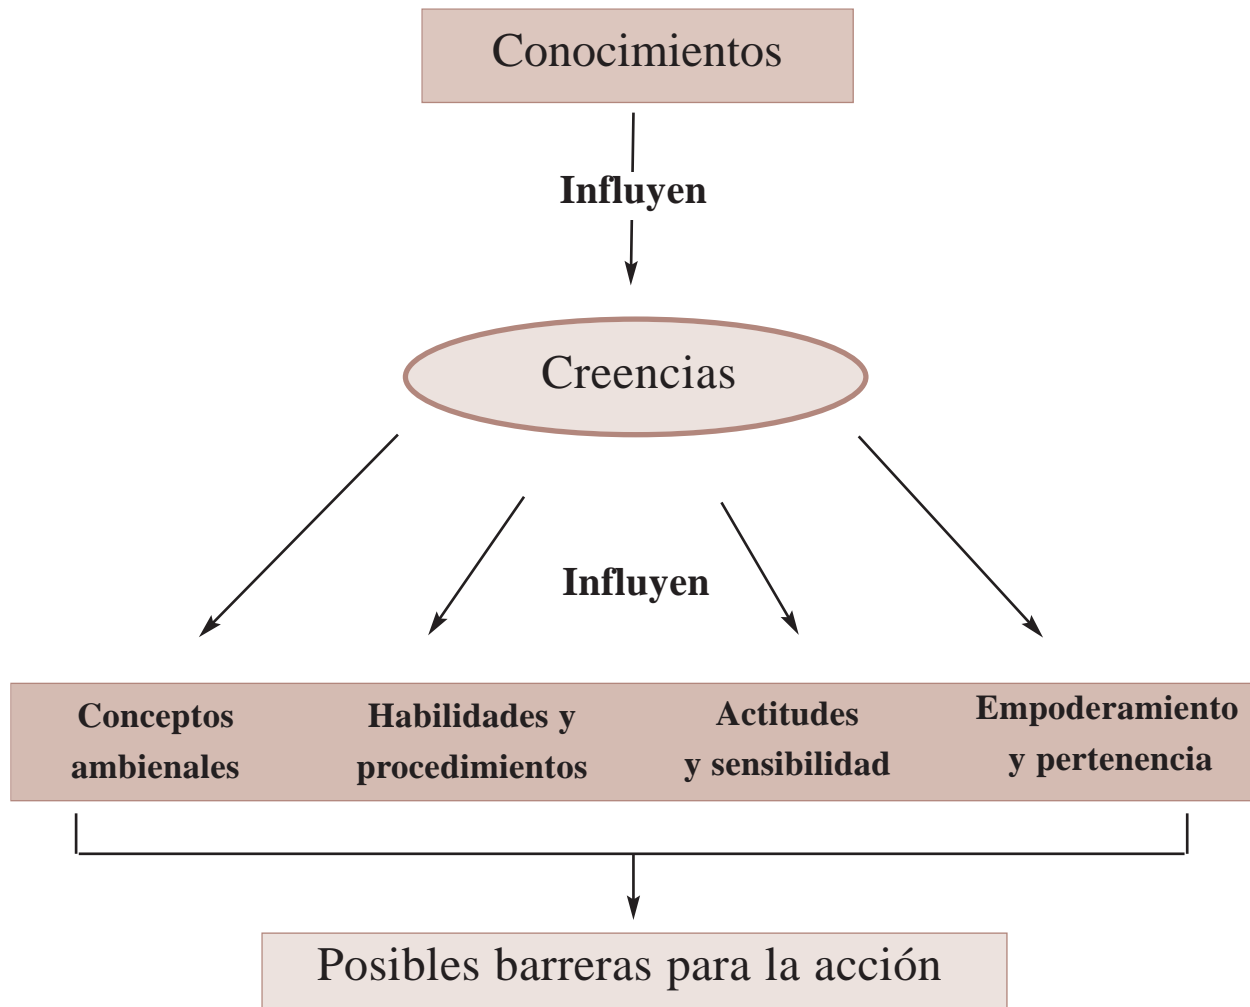 Conocimientos
Influyen
Creencias
Influyen
Conceptos
ambienales
Habilidades y
procedimientos
Actitudes
y sensibilidad
Empoderamiento
y pertenencia
Posibles barreras para la acción